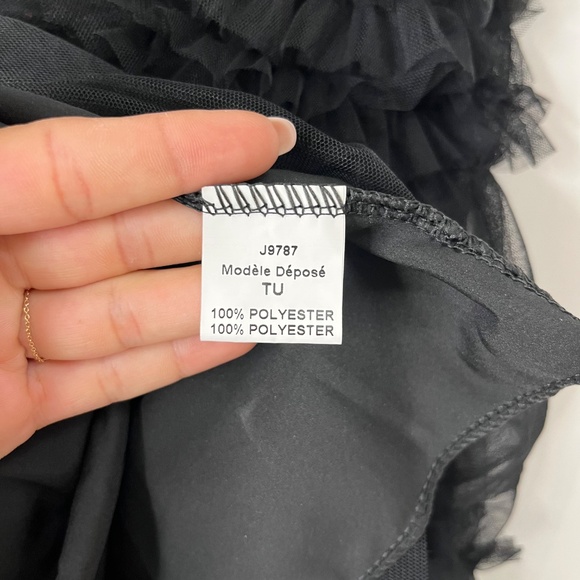 J9787
Modèle Déposé
TU
100% POLYESTER
100% POLYESTER